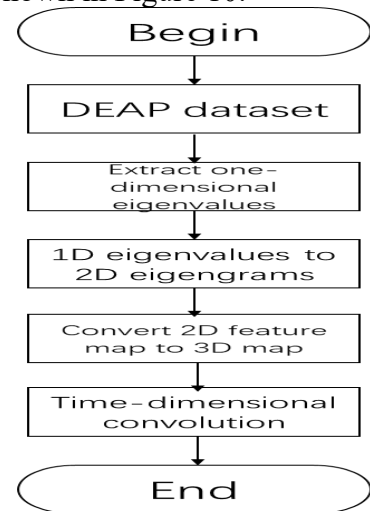 shown in Figure 10.
Begin
DEAP dataset
Extract one-
dimensional
eigenvalues
1D eigenvalues to
2D eigengrams
Convert 2D feature
map to 3D map
Time-dimensional
convolution
End